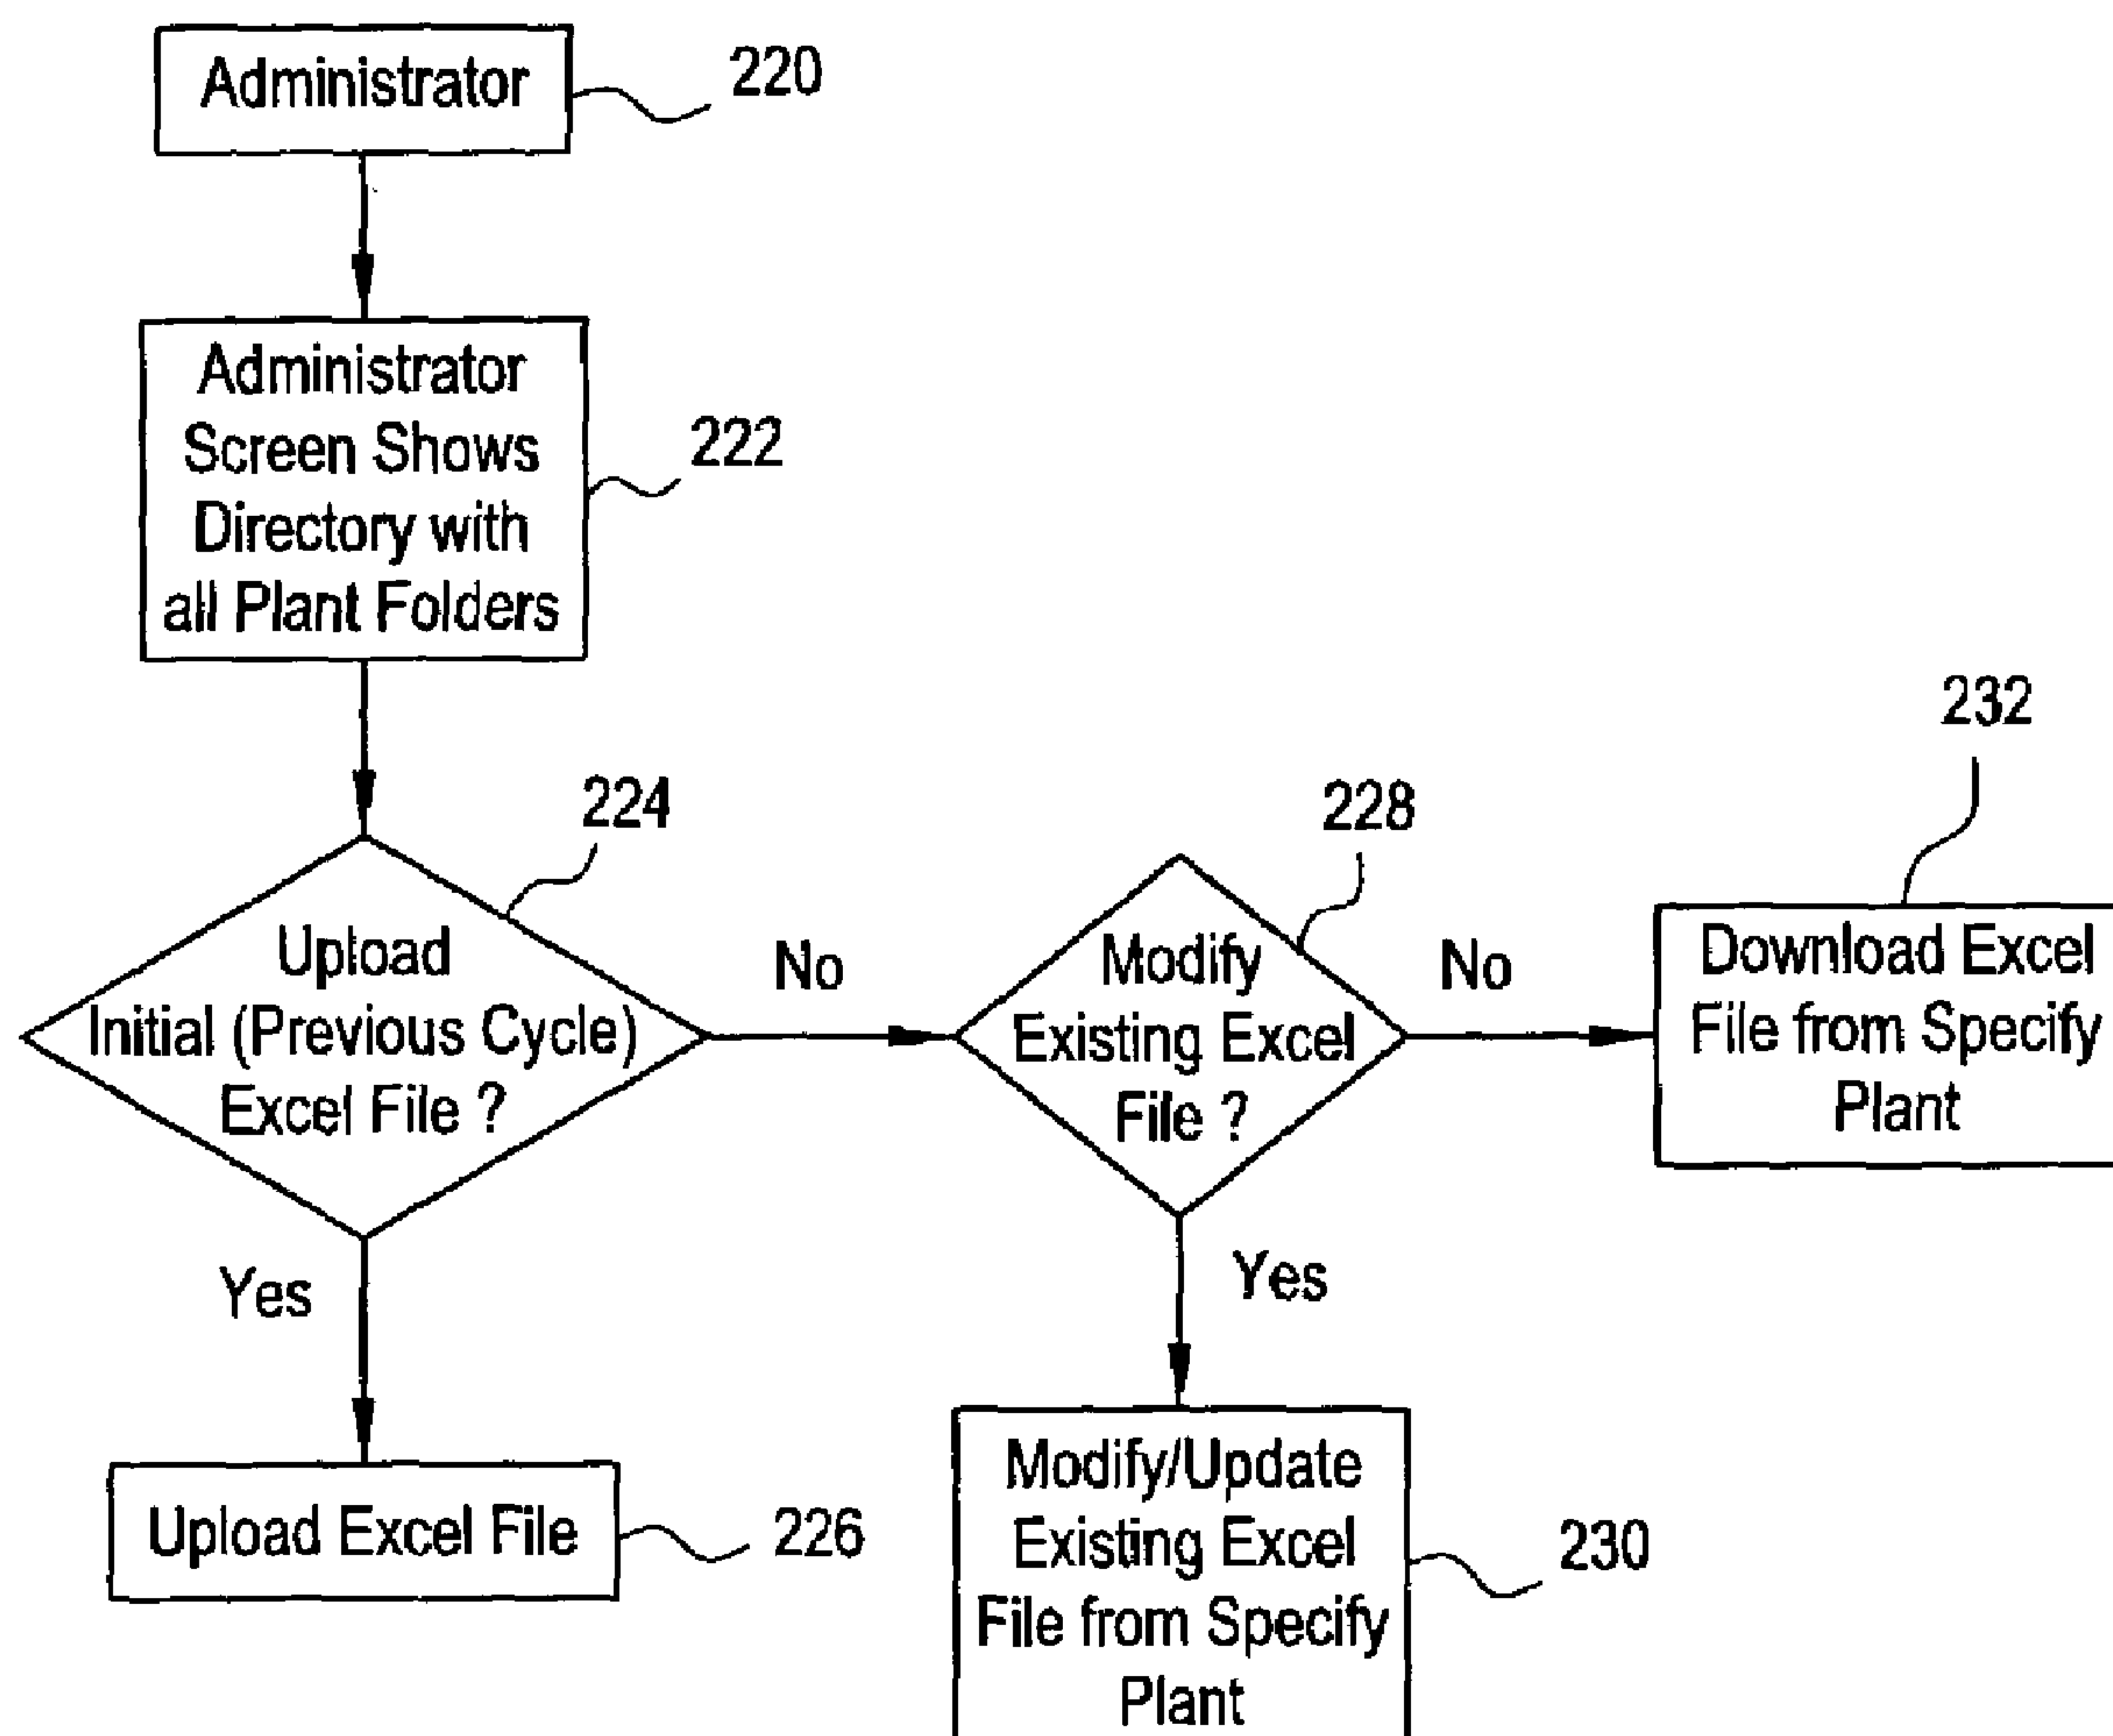 Administrator
220
Administrator
Screen Shows
Directory with
all Plant Folders
222
224
Upload
Initial (Previous Cycle)
Excel File ?
No
228
Modify
Existing Excel
File ?
No
232
Download Excel
File from Specify
Plant
Yes
Upload Excel File
226
Yes
Modify/Update
Existing Excel
File from Specify
Plant
230